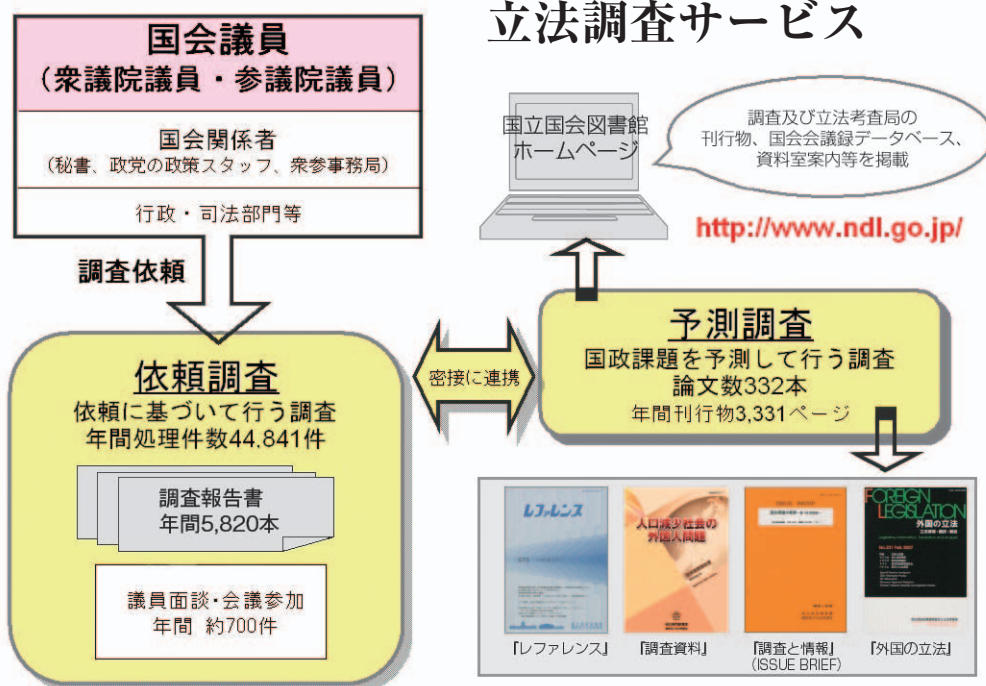 立法調査サービス
国会議員
(衆議院議員・参議院議員)
国会関係者
(秘書、政党の政策スタッフ、衆参事務局)
行政・司法部門等
調査依頼
国立国会図書館
ホームページ
調査及び立法考査局の
刊行物、国会会議録データベース、
資料室案内等を掲載
http://www.ndl.go.jp/
依頼調査
依頼に基づいて行う調査
年間処理件数44.841件
調査報告書
年間5,820本
議員面談・会議参加
年間 約700件
密接に連携
予測調査
国政課題を予測して行う調査
論文数332本
年間刊行物3,331ページ
レファレンス
人口減少社会の
外国人問題
FOREIGN
LEGISLATION
外国の立法
『レファレンス』
『調査資料』
『調査と情報』
(ISSUE BRIEF)
『外国の立法』